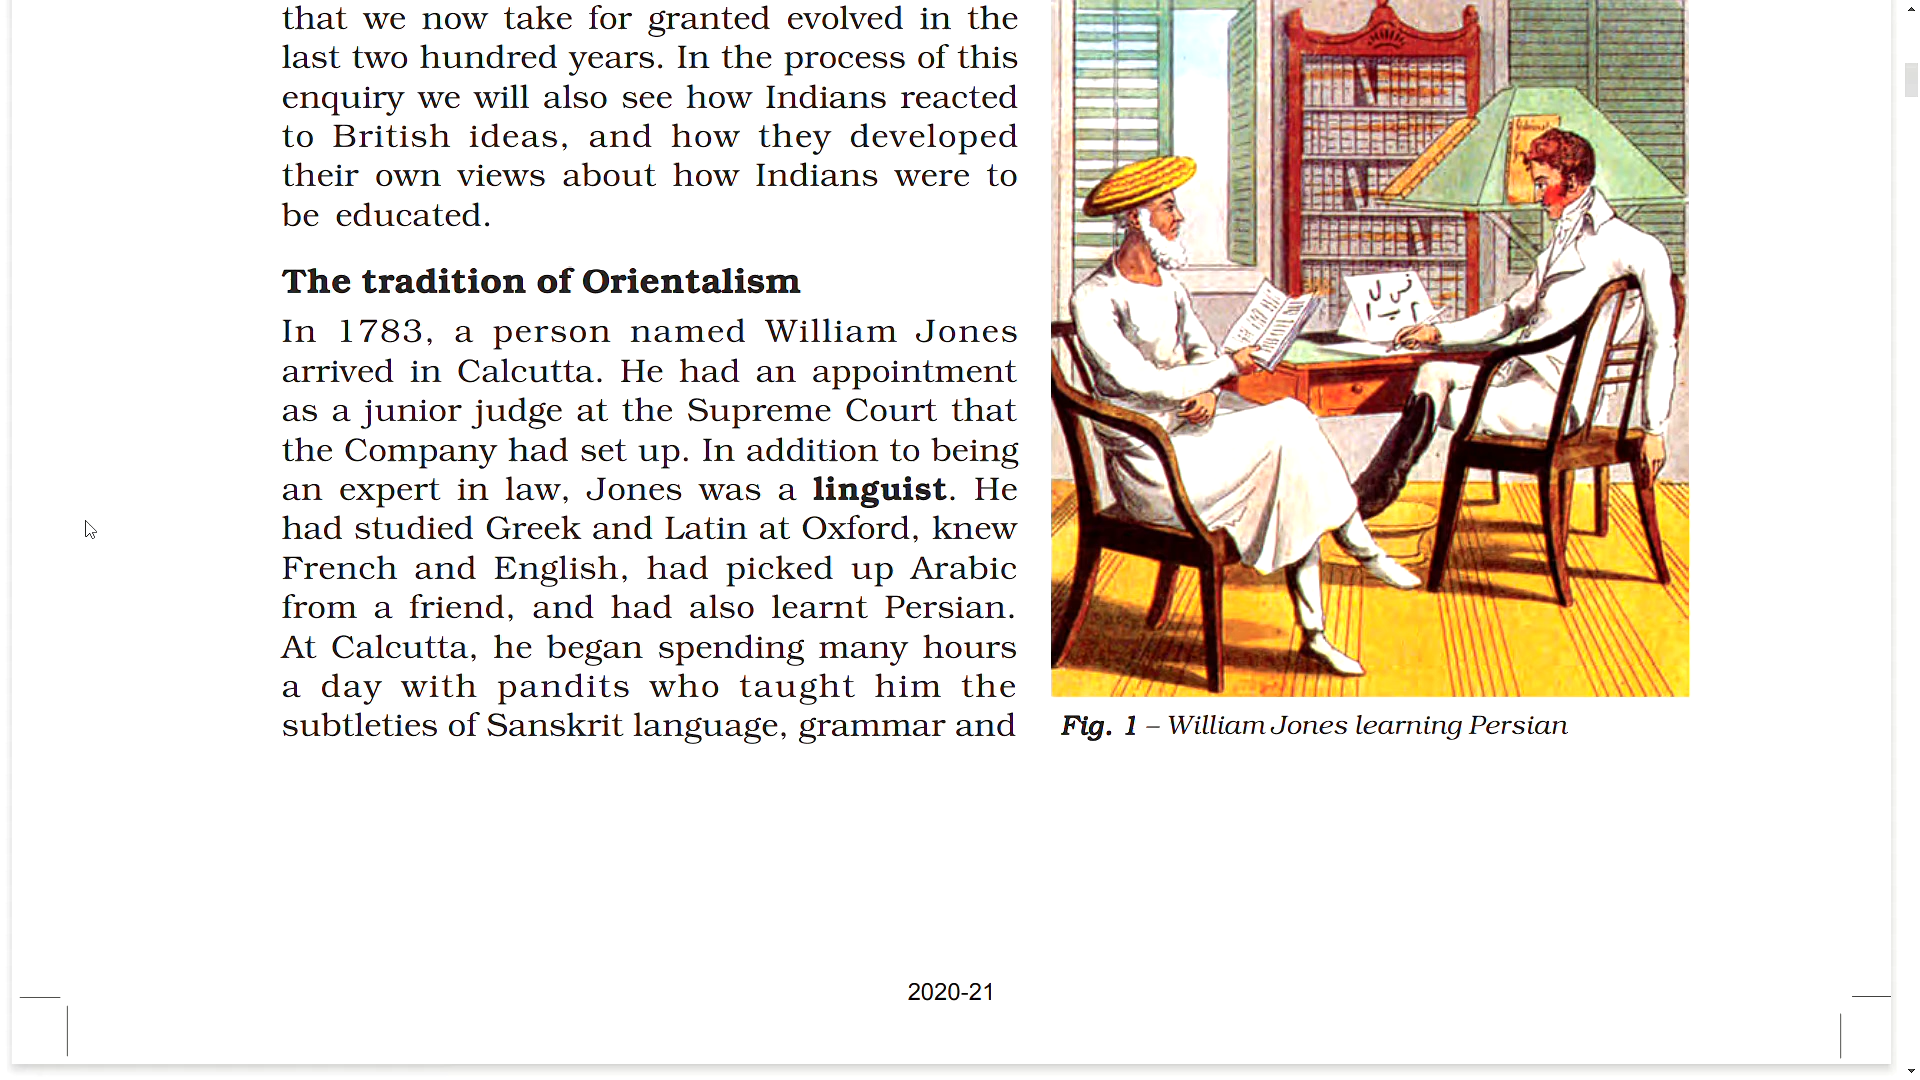 that we now take for granted evolved in the
last two hundred years. In the process of this
enquiry we will also see how Indians reacted
to British ideas, and how they developed
their own views about how Indians were to
be educated.
The tradition of Orientalism
In 1783, a person named William Jones
arrived in Calcutta. He had an appointment
as a junior judge at the Supreme Court that
the Company had set up. In addition to being
an expert in law, Jones was a linguist. He
had studied Greek and Latin at Oxford, knew
French and English, had picked up Arabic
from a friend, and had also learnt Persian.
At Calcutta, he began spending many hours
a day with pandits who taught him the
subtleties of Sanskrit language, grammar and
Fig. 1 – William Jones learning Persian
2020-21